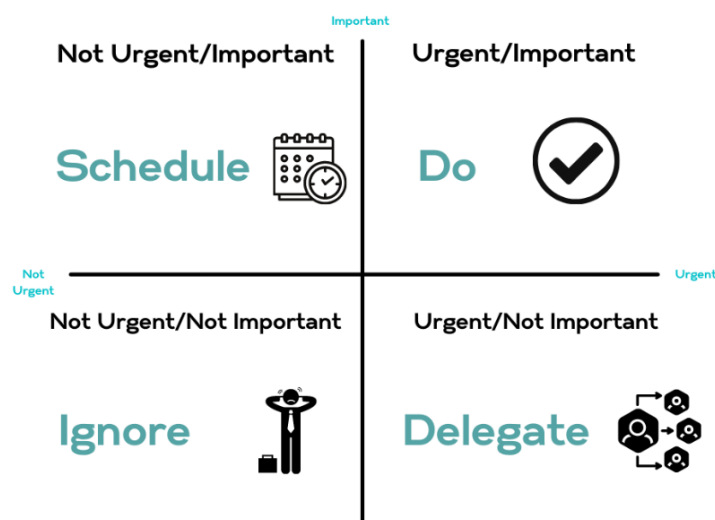 Important
Not Urgent/Important
Urgent/Important
Schedule
Do
Not
Urgent
Urgent
Not Urgent/Not Important
Urgent/Not Important
Ignore
Delegate